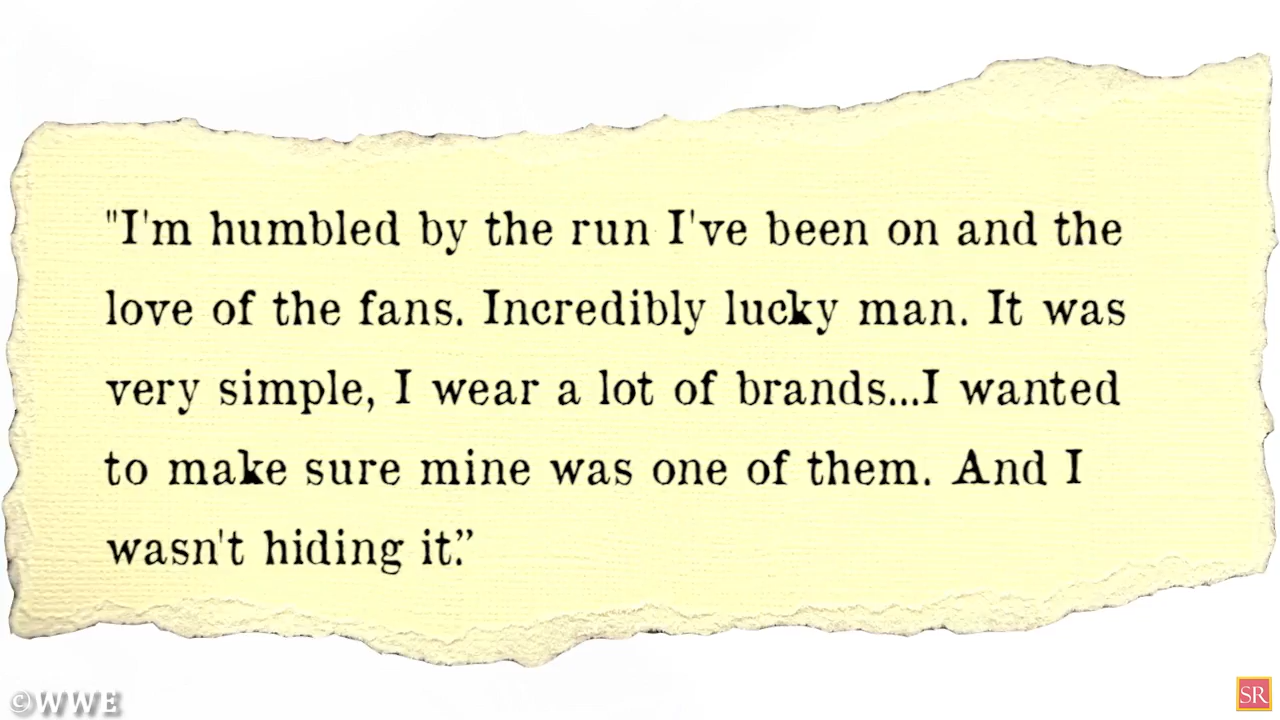 "I'm humbled by the run I've been on and the
love of the fans. Incredibly lucky man. It was
very simple, I wear a lot of brands...I wanted
to make sure mine was one of them. And I
wasn't hiding it.”
©WWE
SR